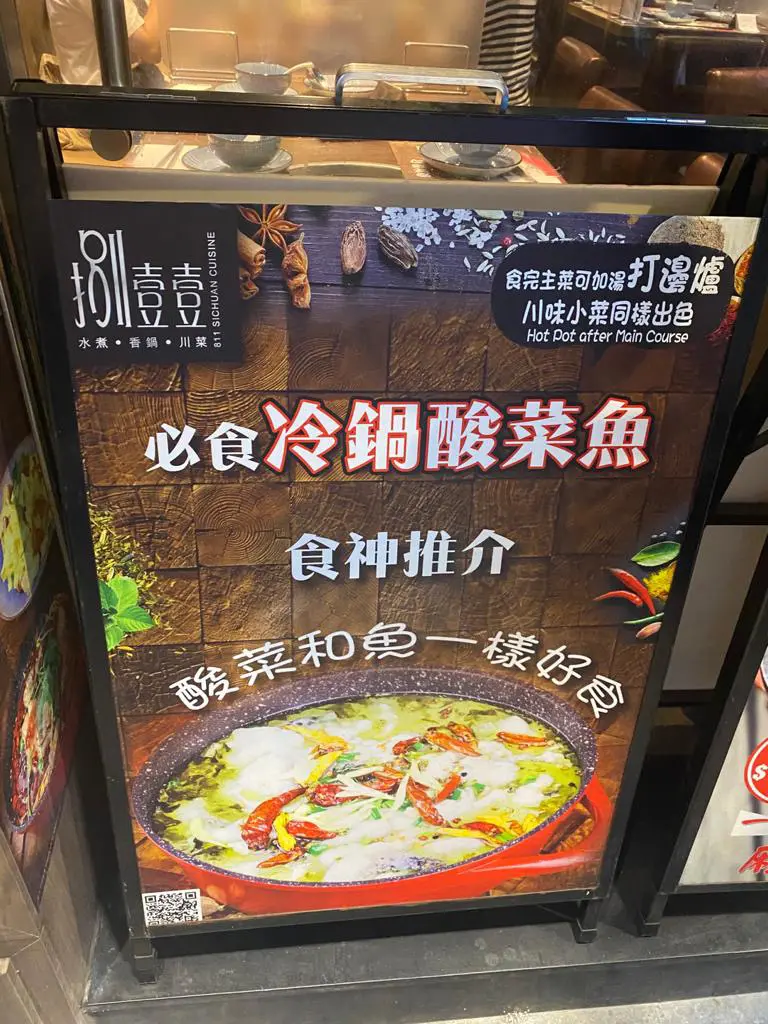 捌壹壹
811 SICHUAN CUISINE
水煮・香鍋・川菜
食完主菜可加湯打邊爐
川味小菜同樣出色
Hot Pot after Main Course
必食冷鍋酸菜魚
食神推介
酸菜和魚一樣好食
$
一